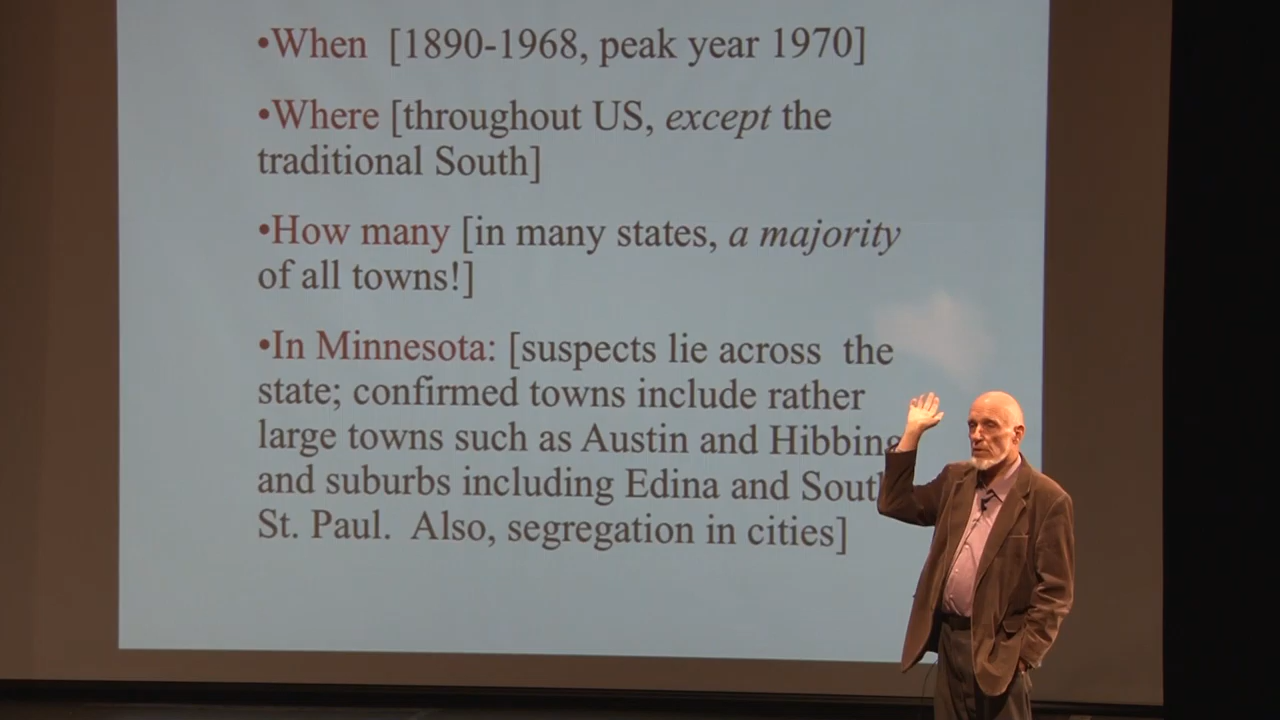 •When [1890-1968, peak year 1970]
•Where [throughout US, except the
traditional South]
•How many [in many states, a majority
of all towns!]
•In Minnesota: [suspects lie across the
state; confirmed towns include rather
large towns such as Austin and Hibbing
and suburbs including Edina and South
St. Paul. Also, segregation in cities]